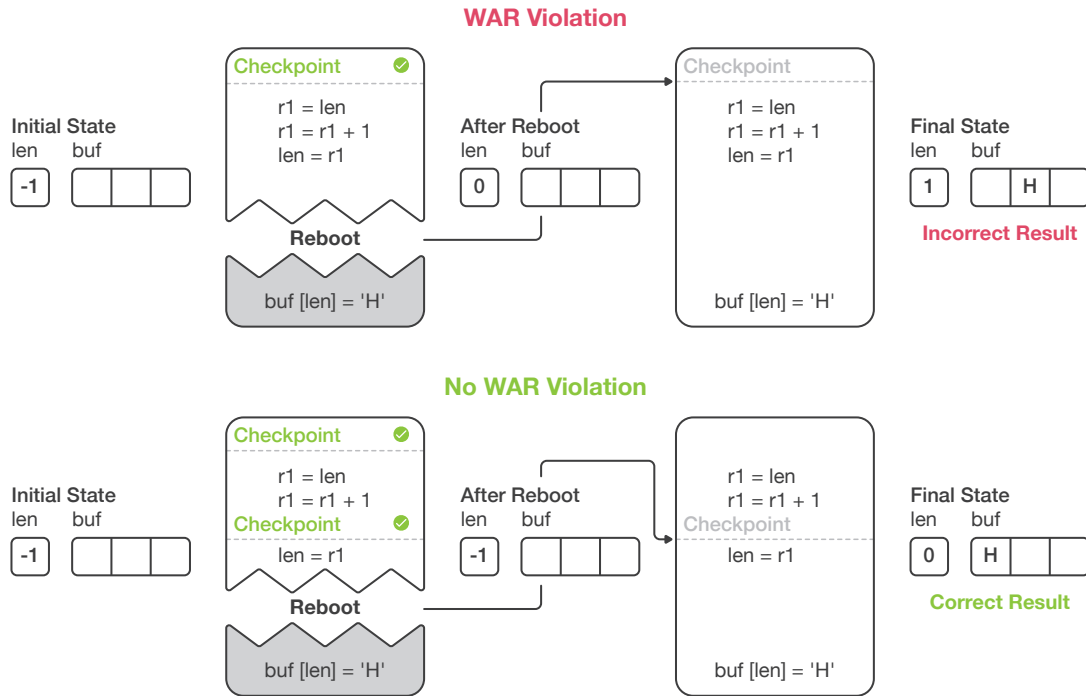 WAR Violation
Checkpoint
r1 = len
r1 = r1 + 1
len = r1
Reboot
buf [len] = 'H'
Initial State
len buf
-1
After Reboot
len buf
0
Checkpoint
r1 = len
r1 = r1 + 1
len = r1
buf [len] = 'H'
Final State
len buf
1 H
Incorrect Result
No WAR Violation
Initial State
len buf
-1
Checkpoint
r1 = len
r1 = r1 + 1
Checkpoint
len = r1
Reboot
buf [len] = 'H'
After Reboot
len buf
-1
r1 = len
r1 = r1 + 1
Checkpoint
len = r1
buf [len] = 'H'
Final State
len buf
0 H
Correct Result